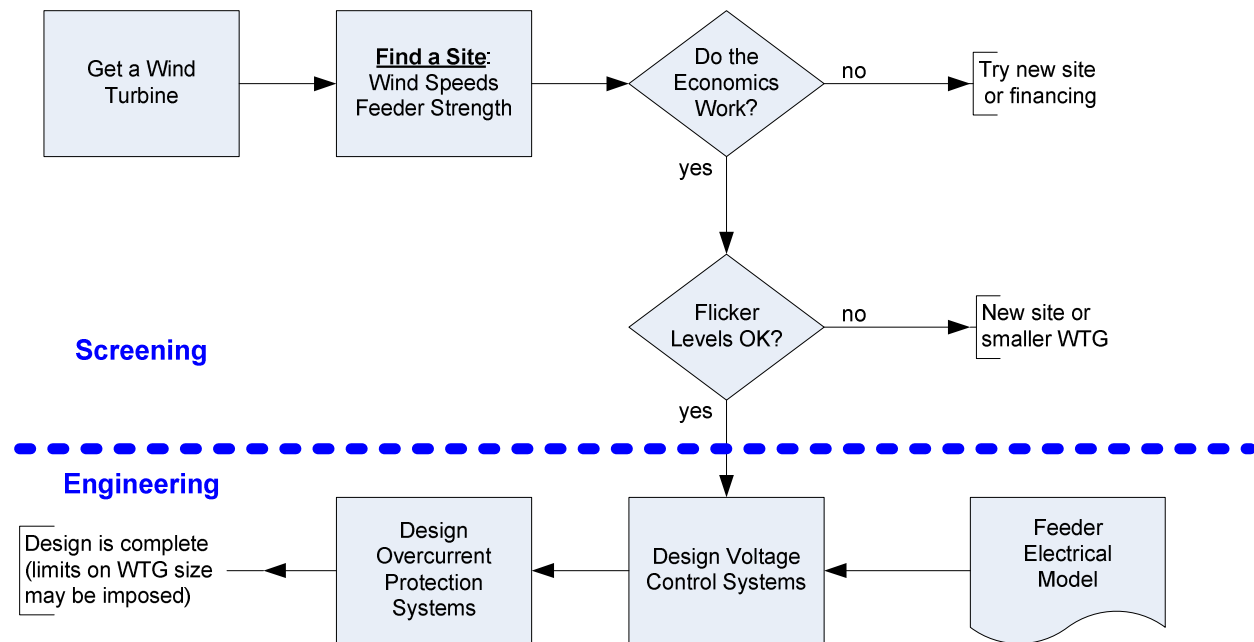 Get a Wind
Turbine
Find a Site:
Wind Speeds
Feeder Strength
Do the
Economics
Work?
no
Try new site
or financing
yes
Flicker
Levels OK?
no
New site or
smaller WTG
Screening
yes
Engineering
Design is complete
(limits on WTG size
may be imposed)
Design
Overcurrent
Protection
Systems
Design Voltage
Control Systems
Feeder
Electrical
Model